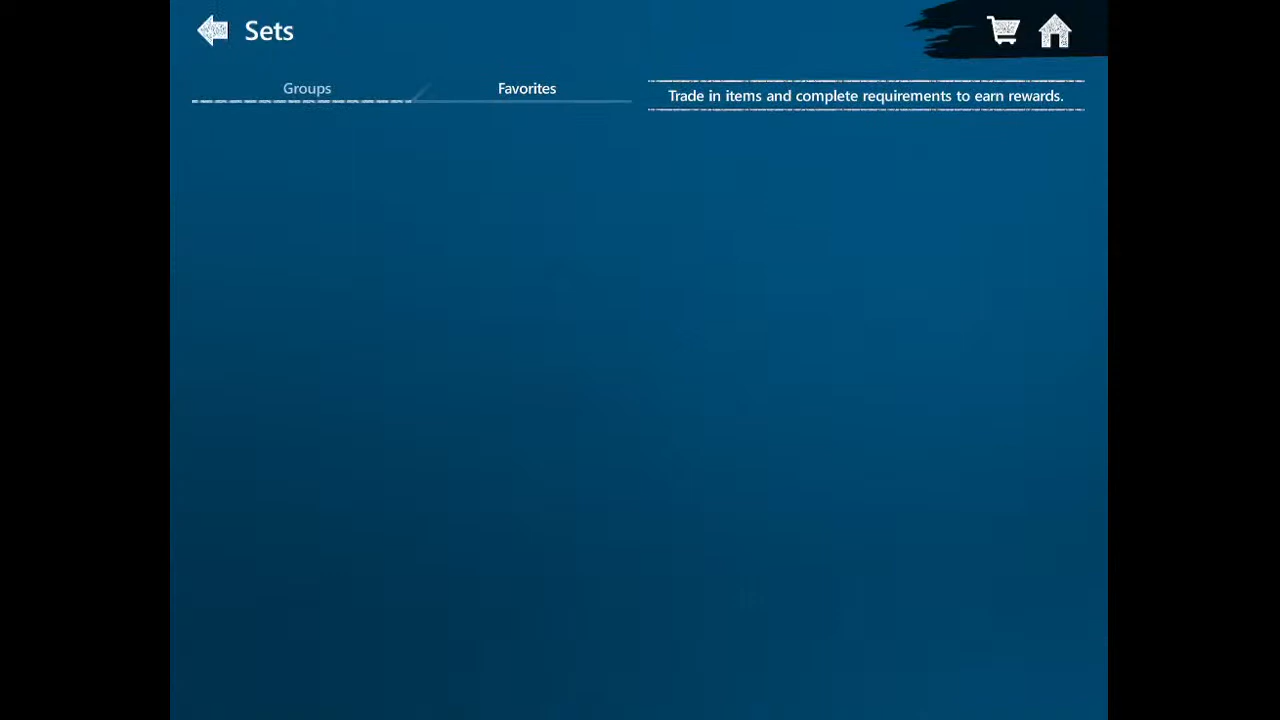 Sets
Groups
Favorites
Trade in items and complete requirements to earn rewards.